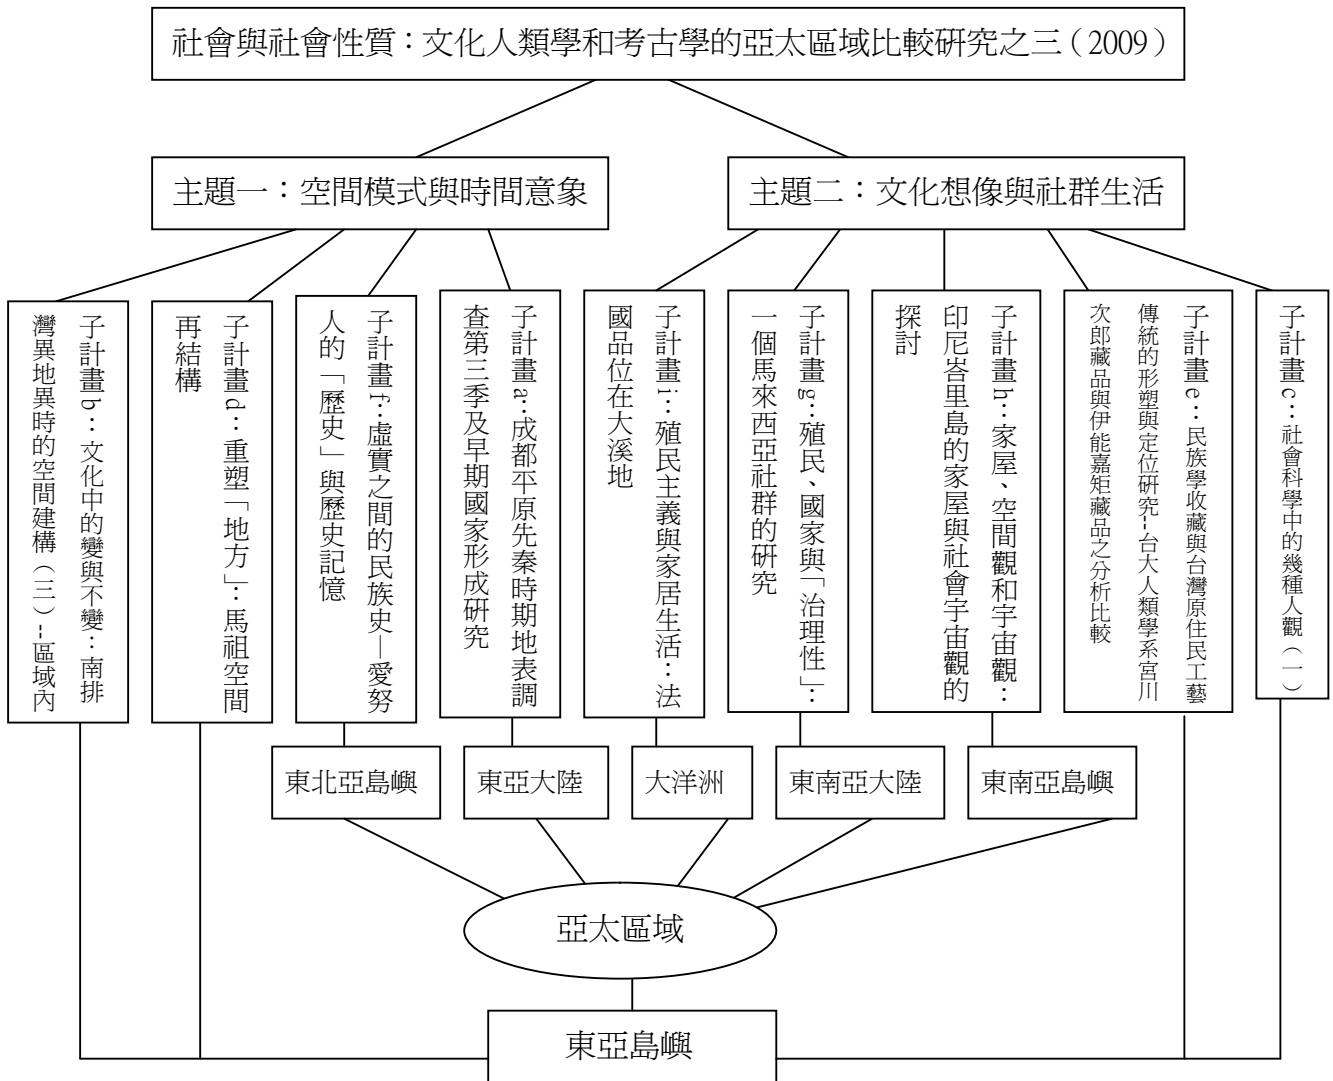 社會與社會性質：文化人類學和考古學的亞太區域比較研究之三（2009）
主題一：空間模式與時間意象
主題二：文化想像與社群生活
子計畫b：文化中的變與不變：南排
灣異地異時的空間建構（三）--區域內
子計畫d：重塑「地方」：馬祖空間
再結構
子計畫f：虛實之間的民族史—愛努
人的「歷史」與歷史記憶
子計畫a：成都平原先秦時期地表調
查第三季及早期國家形成研究
子計畫i：殖民主義與家居生活：法
國品位在大溪地
子計畫g：殖民、國家與「治理性」：
一個馬來西亞社群的研究
子計畫h：家屋、空間觀和宇宙觀：
印尼峇里島的家屋與社會宇宙觀的
探討
子計畫e：民族學收藏與台灣原住民工藝
傳統的形塑與定位研究--台大人類學系宮川
次郎藏品與伊能嘉矩藏品之分析比較
子計畫c：社會科學中的幾種人觀（一）
東北亞島嶼
東亞大陸
大洋洲
東南亞大陸
東南亞島嶼
亞太區域
東亞島嶼